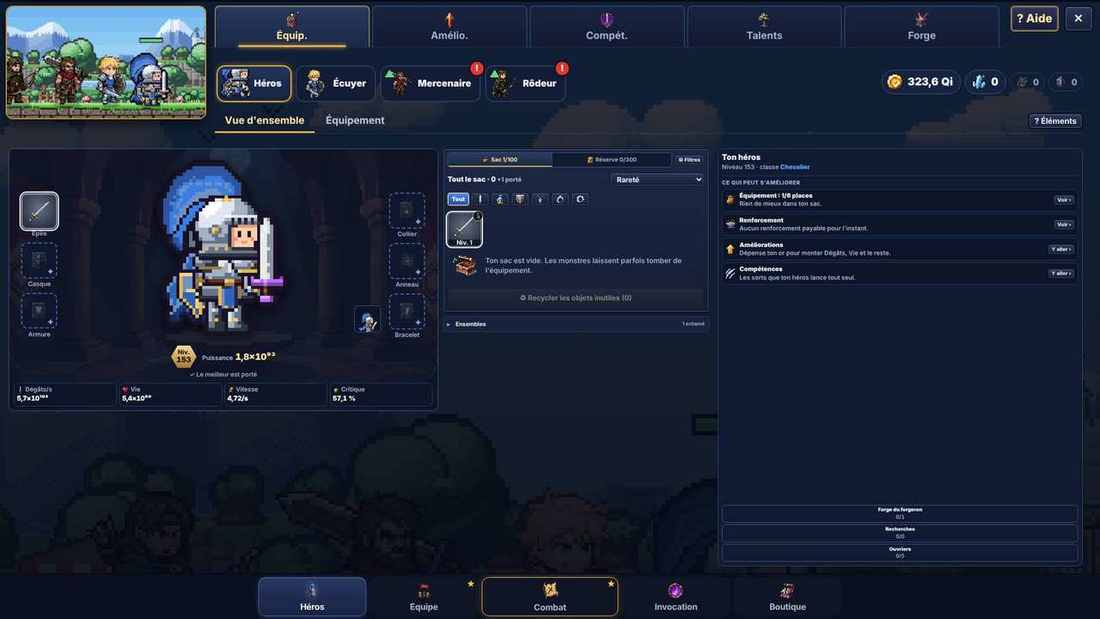 Équip.
Amélio.
Compét.
Talents
Forge
? Aide
×
Héros
Écuyer
Mercenaire
!
Rôdeur
!
323,6 Qi
0
0
0
Vue d'ensemble
Équipement
? Éléments
Épée
Casque
Armure
Collier
Anneau
Bracelet
Niv.
153
Puissance
✓ Le meilleur est porté
Dégâts/s
Vie
Vitesse
4,72/s
Critique
57,1 %
Sac 1/100
Réserve 0/300
Filtres
Tout le sac · 0 +1 porté
Rareté
Tout
Niv. 1
Ton sac est vide. Les monstres laissent parfois tomber de
l'équipement.
Recycler les objets inutiles (0)
Ensembles
1 entamé
Ton héros
Niveau 153 · classe Chevalier
CE QUI PEUT S'AMÉLIORER
Équipement : 1/6 places
Rien de mieux dans ton sac.
Voir ›
Renforcement
Aucun renforcement payable pour l'instant.
Voir ›
Améliorations
Dépense ton or pour monter Dégâts, Vie et le reste.
Y aller ›
Compétences
Les sorts que ton héros lance tout seul.
Y aller ›
Forge du forgeron
0/1
Recherches
0/0
Ouvriers
0/5
Héros
Équipe
Combat
Invocation
Boutique